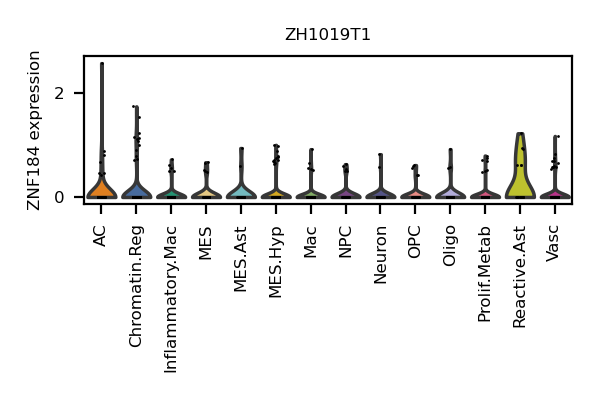 ZH1019T1
ZNF184 expression
2
0
AC
Chromatin.Reg
Inflammatory.Mac
MES
MES.Ast
MES.Hyp
Mac
NPC
Neuron
OPC
Oligo
Prolif.Metab
Reactive.Ast
Vasc